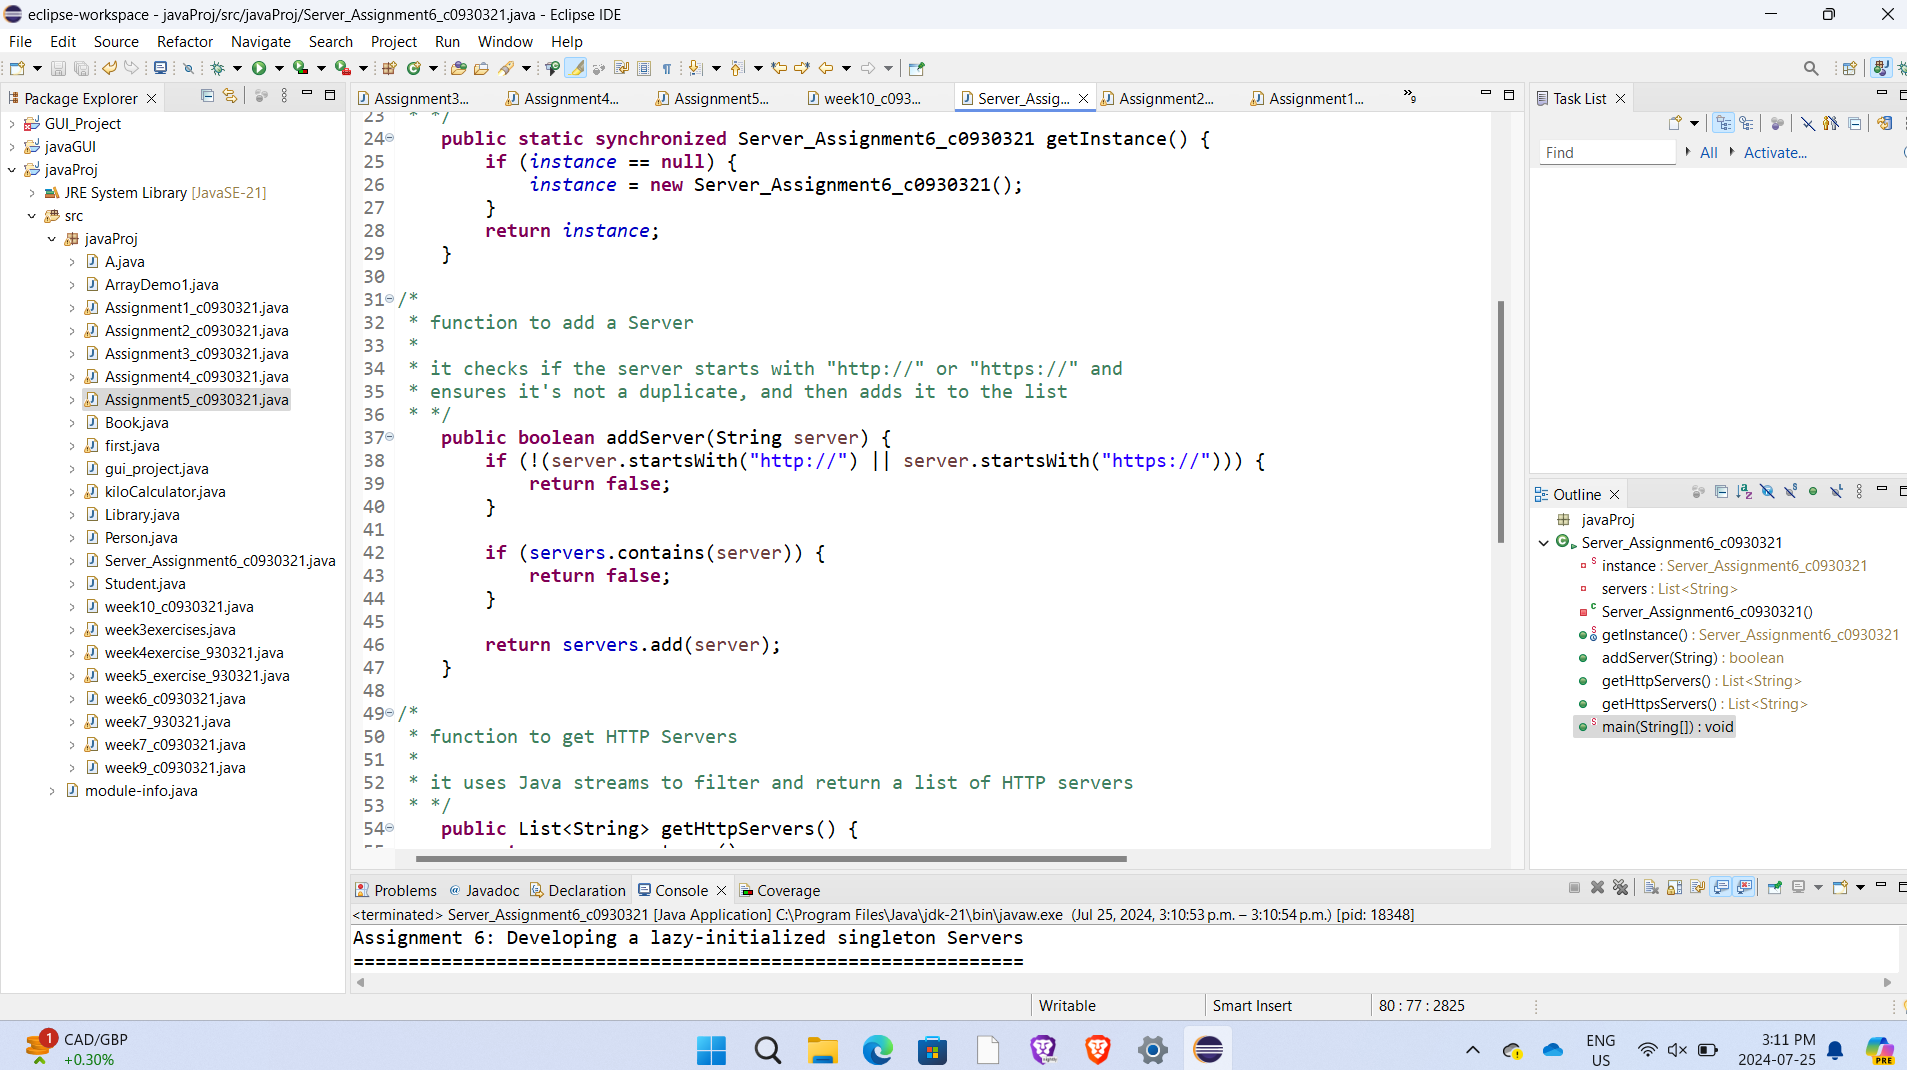 eclipse-workspace - javaProj/src/javaProj/Server_Assignment6_c0930321.java - Eclipse IDE
File Edit Source Refactor Navigate Search Project Run Window Help
Package Explorer
GUI_Project
javaGUI
javaProj
JRE System Library [JavaSE-21]
src
javaProj
A.java
ArrayDemo1.java
Assignment1_c0930321.java
Assignment2_c0930321.java
Assignment3_c0930321.java
Assignment4_c0930321.java
Assignment5_c0930321.java
Book.java
first.java
gui_project.java
kiloCalculator.java
Library.java
Person.java
Server_Assignment6_c0930321.java
Student.java
week10_c0930321.java
week3exercises.java
week4exercise_930321.java
week5_exercise_930321.java
week6_c0930321.java
week7_930321.java
week7_c0930321.java
week9_c0930321.java
module-info.java
Assignment3... Assignment4... Assignment5... week10_c093... Server_Assig... Assignment2... Assignment1... »9
23 * */
24 public static synchronized Server_Assignment6_c0930321 getInstance() {
25 if (instance == null) {
26 instance = new Server_Assignment6_c0930321();
27 }
28 return instance;
29 }
30
31 /*
32 * function to add a Server
33 *
34 * it checks if the server starts with "http://" or "https://" and
35 * ensures it's not a duplicate, and then adds it to the list
36 * */
37 public boolean addServer(String server) {
38 if (!(server.startsWith("http://") || server.startsWith("https://"))) {
39 return false;
40 }
41
42 if (servers.contains(server)) {
43 return false;
44 }
45
46 return servers.add(server);
47 }
48
49 /*
50 * function to get HTTP Servers
51 *
52 * it uses Java streams to filter and return a list of HTTP servers
53 * */
54 public List<String> getHttpServers() {
Task List
Find All Activate...
Outline
javaProj
Server_Assignment6_c0930321
instance : Server_Assignment6_c0930321
servers : List<String>
Server_Assignment6_c0930321()
getInstance() : Server_Assignment6_c0930321
addServer(String) : boolean
getHttpServers() : List<String>
getHttpsServers() : List<String>
main(String[]) : void
Problems Javadoc Declaration Console Coverage
<terminated> Server_Assignment6_c0930321 [Java Application] C:\Program Files\Java\jdk-21\bin\javaw.exe (Jul 25, 2024, 3:10:53 p.m. – 3:10:54 p.m.) [pid: 18348]
Assignment 6: Developing a lazy-initialized singleton Servers
=============================================================
Writable Smart Insert 80 : 77 : 2825
1 CAD/GBP
+0.30%
ENG
US
3:11 PM
2024-07-25
PRE